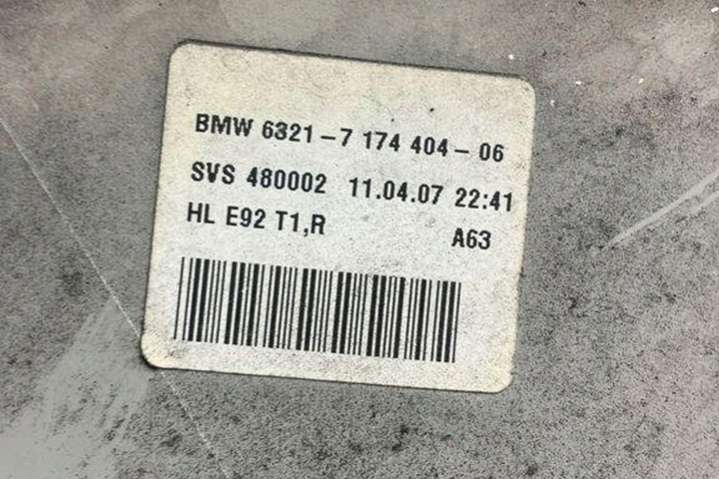 BMW 6321-7 174 404-06
SVS 480002 11.04.07 22:41
HL E92 T1,R A63